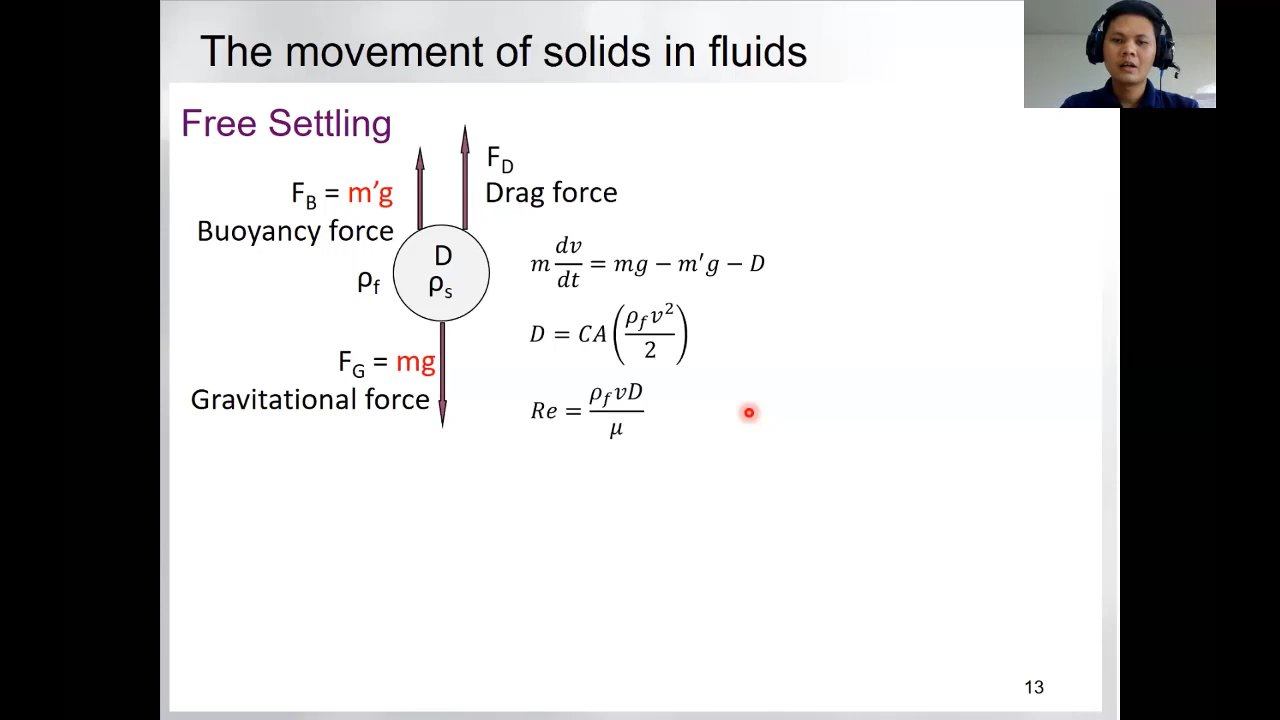 The movement of solids in fluids
Free Settling
F_D
Drag force
F_B = m'g
Buoyancy force
D
ρ_f
ρ_s
F_G = mg
Gravitational force
m dv/dt = mg − m'g − D
D = CA(ρ_f v²/2)
Re = ρ_f vD/μ
13